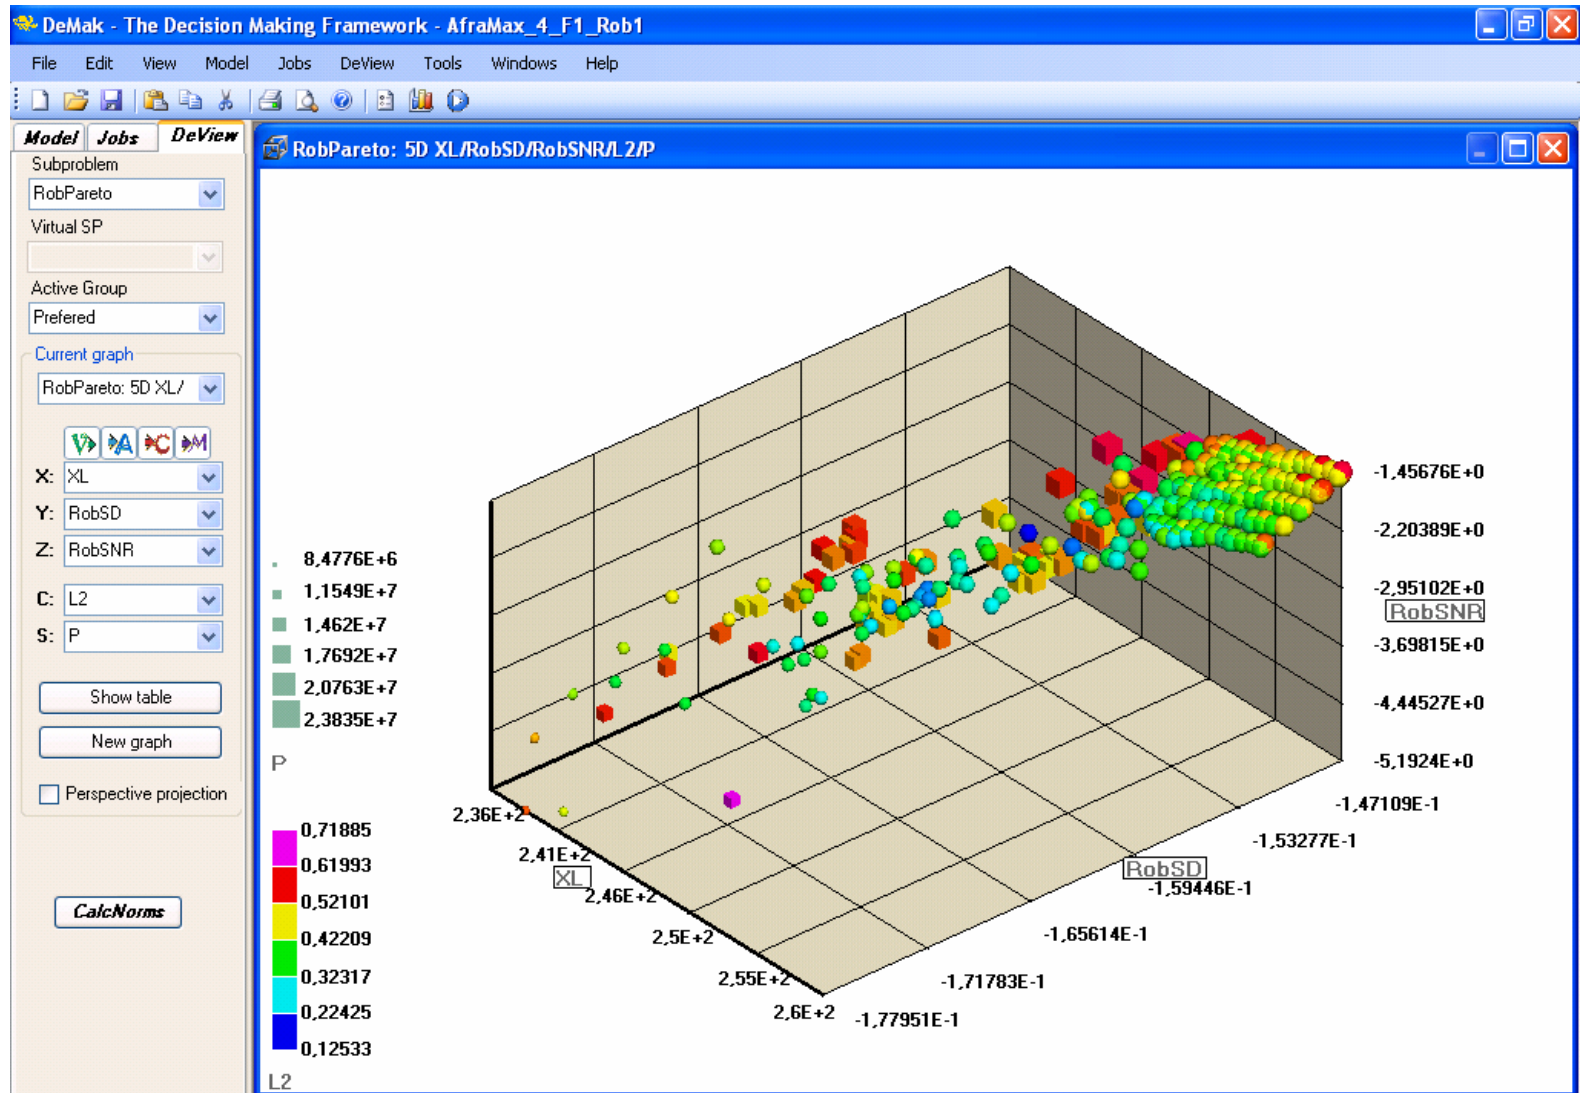 DeMak - The Decision Making Framework - AfraMax_4_F1_Rob1
File Edit View Model Jobs DeView Tools Windows Help
Model Jobs DeView
Subproblem
RobPareto
Virtual SP
Active Group
Prefered
Current graph
RobPareto: 5D XL/
V A C M
X: XL
Y: RobSD
Z: RobSNR
C: L2
S: P
Show table
New graph
Perspective projection
CalcNorms
RobPareto: 5D XL/RobSD/RobSNR/L2/P
8,4776E+6
1,1549E+7
1,462E+7
1,7692E+7
2,0763E+7
2,3835E+7
P
0,71885
0,61993
0,52101
0,42209
0,32317
0,22425
0,12533
L2
2,36E+2
2,41E+2
XL
2,46E+2
2,5E+2
2,55E+2
2,6E+2
-1,77951E-1
-1,71783E-1
-1,65614E-1
-1,59446E-1
RobSD
-1,53277E-1
-1,47109E-1
-1,45676E+0
-2,20389E+0
-2,95102E+0
RobSNR
-3,69815E+0
-4,44527E+0
-5,1924E+0